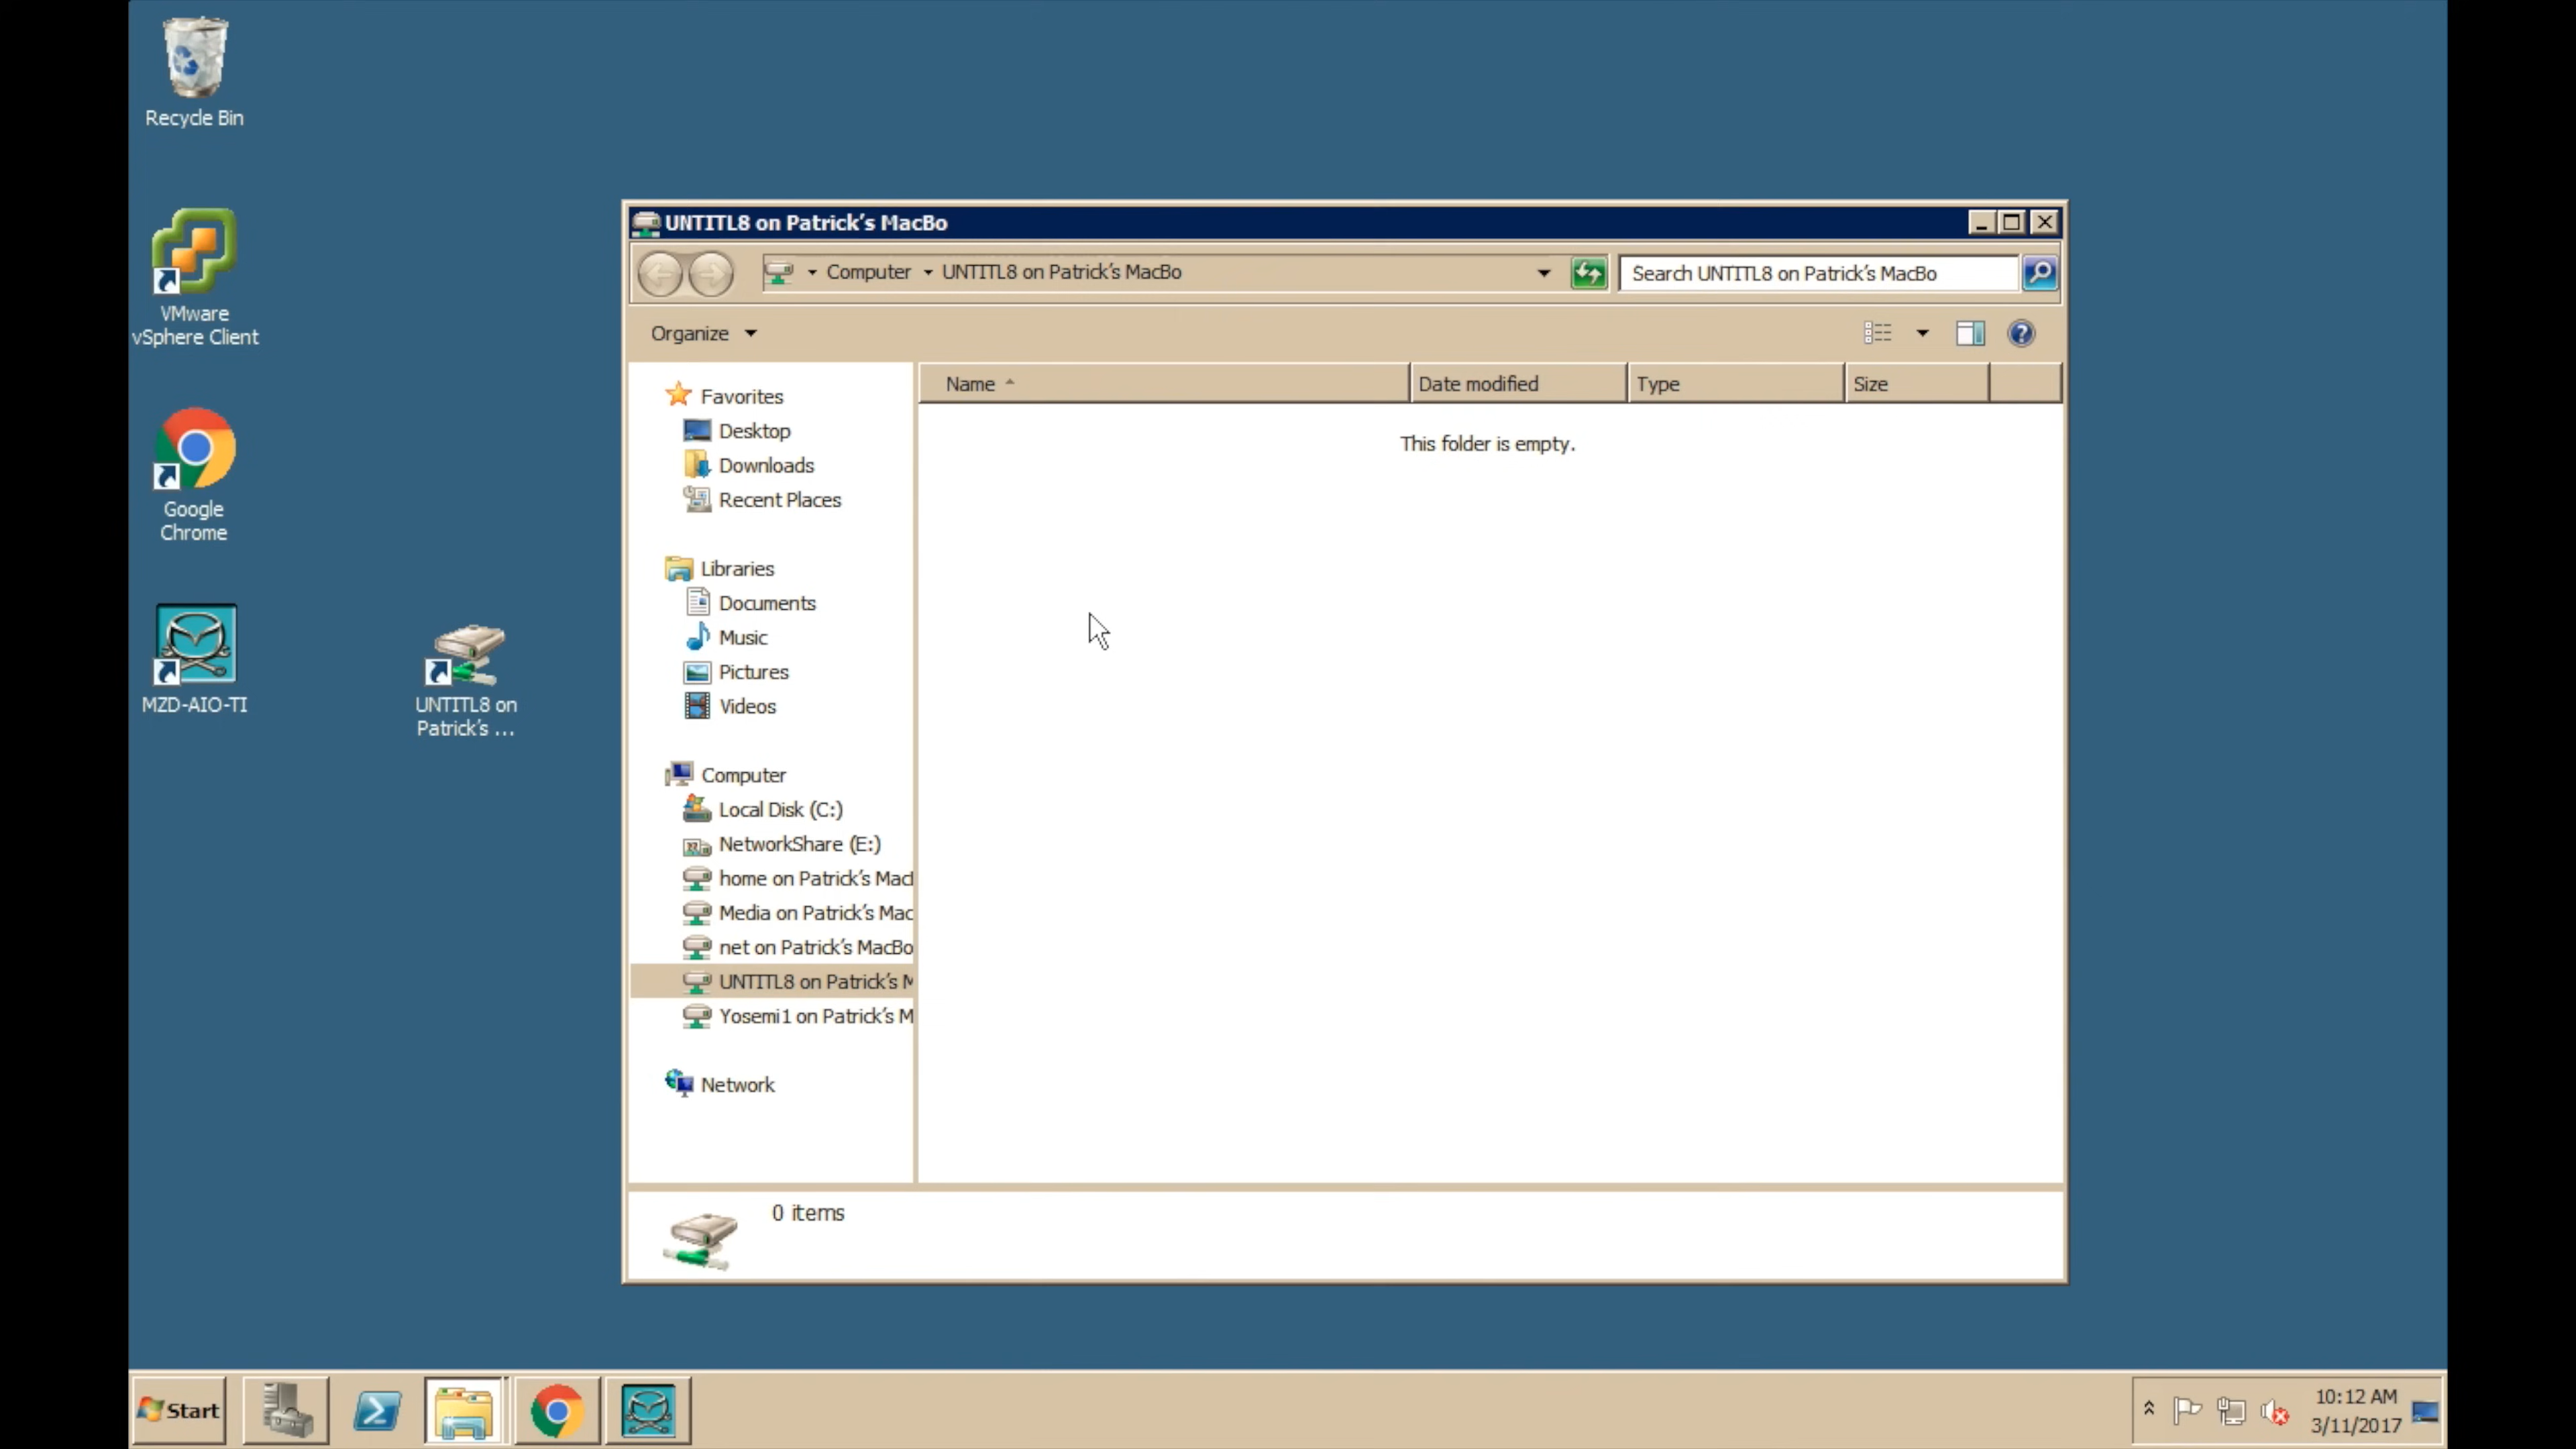 Recycle Bin
VMware
vSphere Client
Google
Chrome
MZD-AIO-TI
UNTITL8 on
Patrick's ...
UNTITL8 on Patrick's MacBo
Computer
UNTITL8 on Patrick's MacBo
Search UNTITL8 on Patrick's MacBo
Organize
Name
Date modified
Type
Size
This folder is empty.
Favorites
Desktop
Downloads
Recent Places
Libraries
Documents
Music
Pictures
Videos
Computer
Local Disk (C:)
NetworkShare (E:)
home on Patrick's Mac
Media on Patrick's Mac
net on Patrick's MacBo
UNTITL8 on Patrick's M
Yosemi1 on Patrick's M
Network
0 items
Start
10:12 AM
3/11/2017